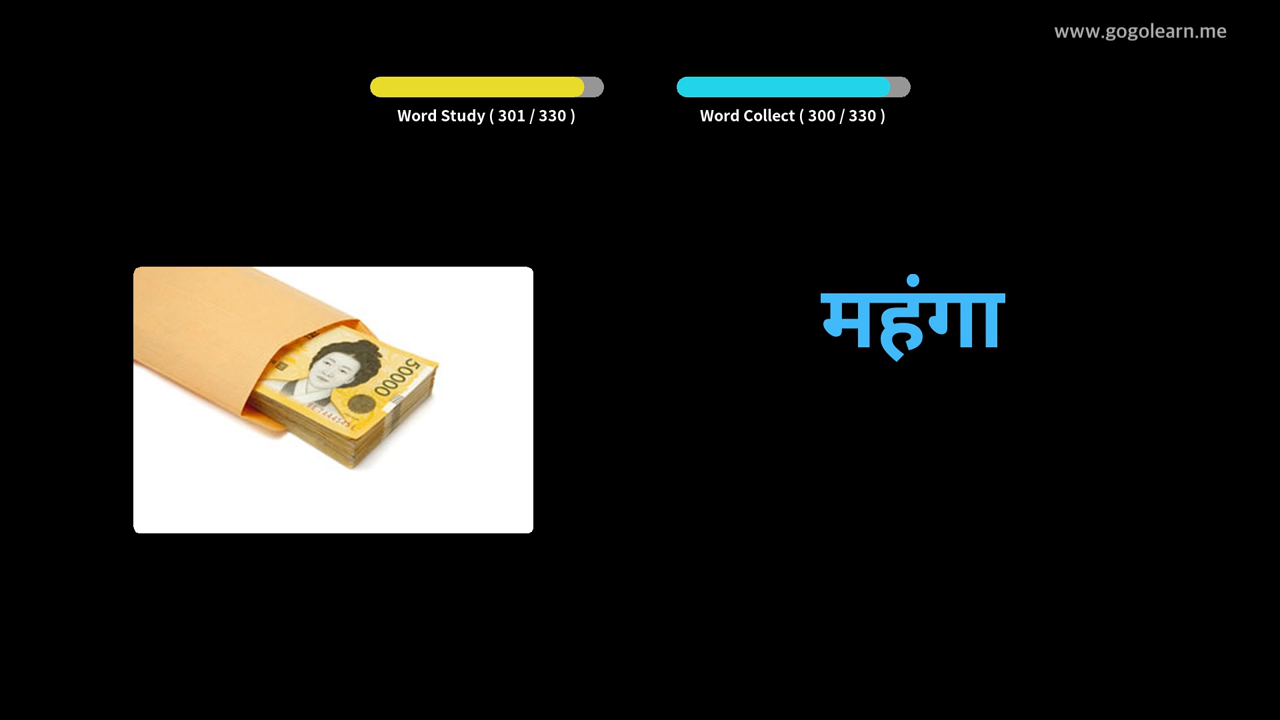 www.gogolearn.me
Word Study ( 301 / 330 )
Word Collect ( 300 / 330 )
महंगा
50000